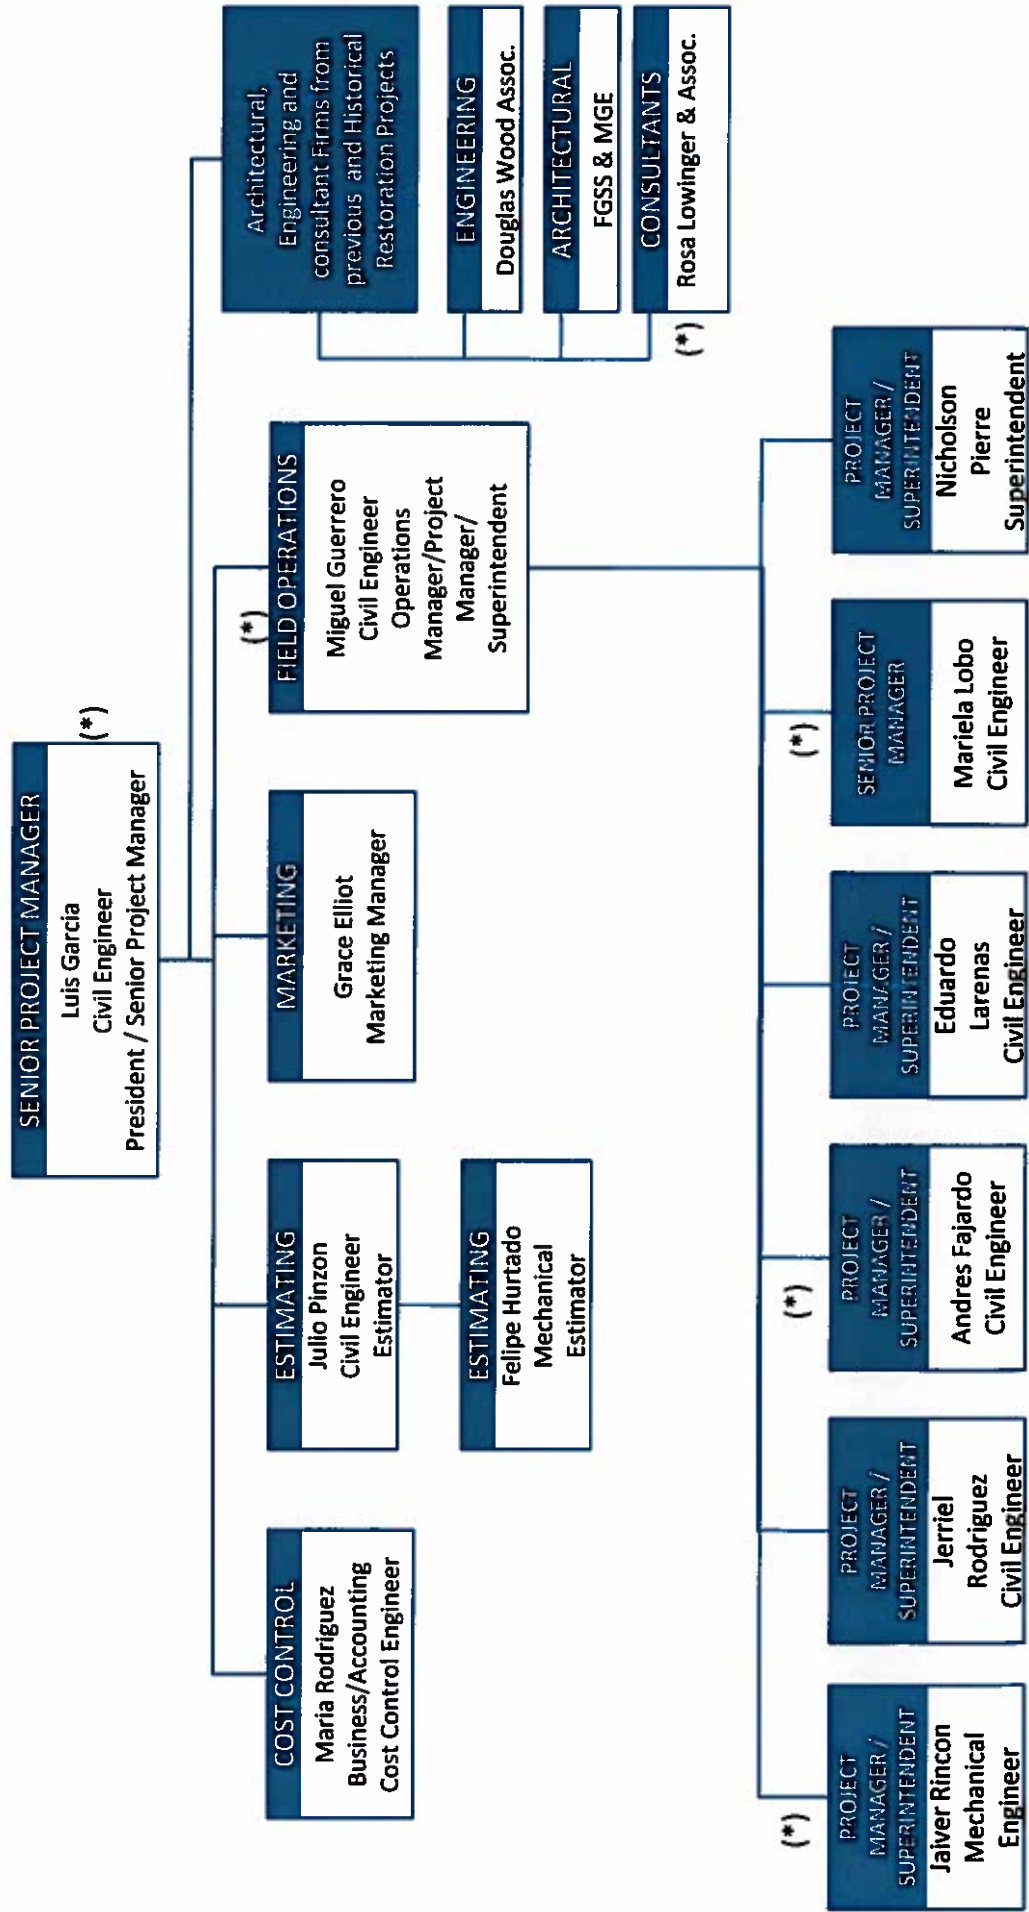 SENIOR PROJECT MANAGER
Luis Garcia
Civil Engineer
President / Senior Project Manager
(*)
COST CONTROL
Maria Rodriguez
Business/Accounting
Cost Control Engineer
ESTIMATING
Julio Pinzon
Civil Engineer
Estimator
ESTIMATING
Felipe Hurtado
Mechanical
Estimator
MARKETING
Grace Elliot
Marketing Manager
(*)
FIELD OPERATIONS
Miguel Guerrero
Civil Engineer
Operations
Manager/Project
Manager/
Superintendent
Architectural,
Engineering and
consultant Firms from
previous and Historical
Restoration Projects
ENGINEERING
Douglas Wood Assoc.
ARCHITECTURAL
FGSS & MGE
CONSULTANTS
Rosa Lowinger & Assoc.
(*)
(*)
PROJECT
MANAGER /
SUPERINTENDENT
Jaiver Rincon
Mechanical
Engineer
PROJECT
MANAGER /
SUPERINTENDENT
Jerriel
Rodriguez
Civil Engineer
(*)
PROJECT
MANAGER /
SUPERINTENDENT
Andres Fajardo
Civil Engineer
PROJECT
MANAGER /
SUPERINTENDENT
Eduardo
Larenas
Civil Engineer
(*)
SENIOR PROJECT
MANAGER
Mariela Lobo
Civil Engineer
PROJECT
MANAGER /
SUPERINTENDENT
Nicholson
Pierre
Superintendent